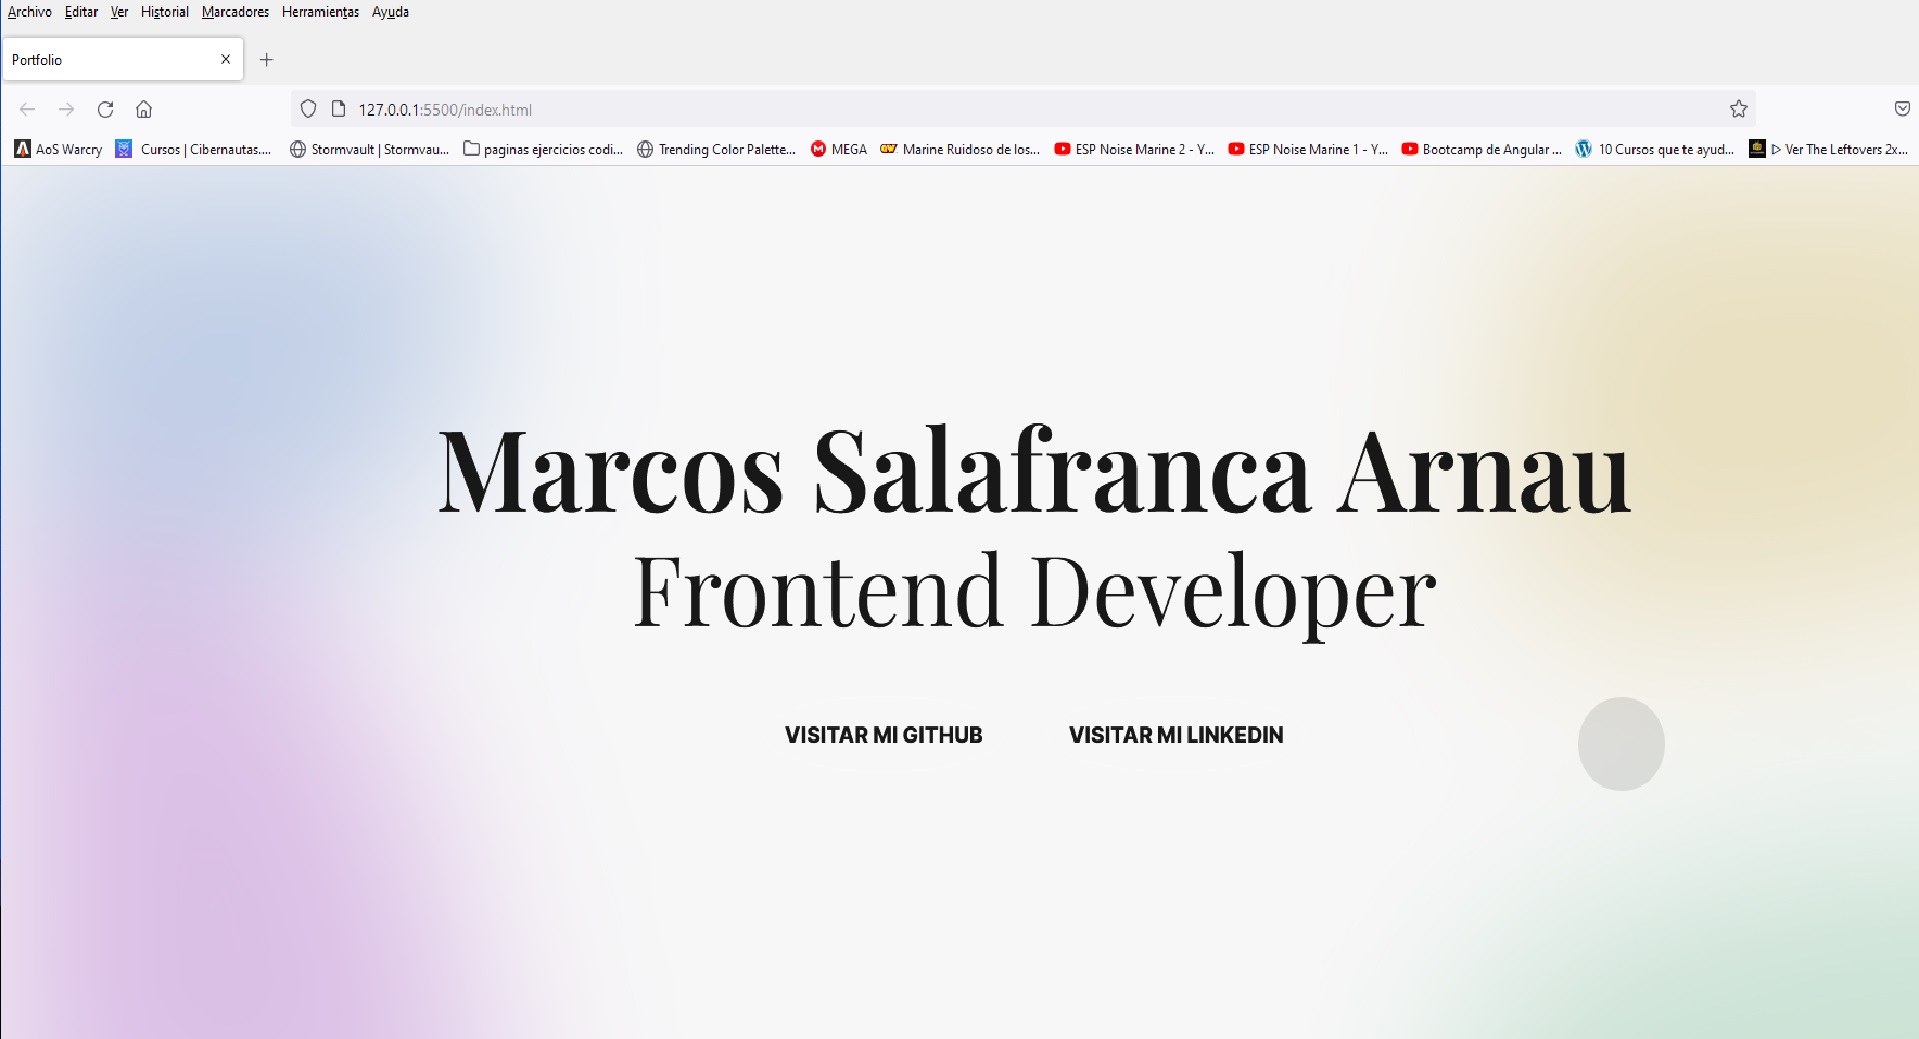 Archivo Editar Ver Historial Marcadores Herramientas Ayuda
Portfolio
127.0.0.1:5500/index.html
AoS Warcry Cursos | Cibernautas.... Stormvault | Stormvau... paginas ejercicios codi... Trending Color Palette... MEGA Marine Ruidoso de los... ESP Noise Marine 2 - Y... ESP Noise Marine 1 - Y... Bootcamp de Angular ... 10 Cursos que te ayud... ▷ Ver The Leftovers 2x...
Marcos Salafranca Arnau
Frontend Developer
VISITAR MI GITHUB VISITAR MI LINKEDIN